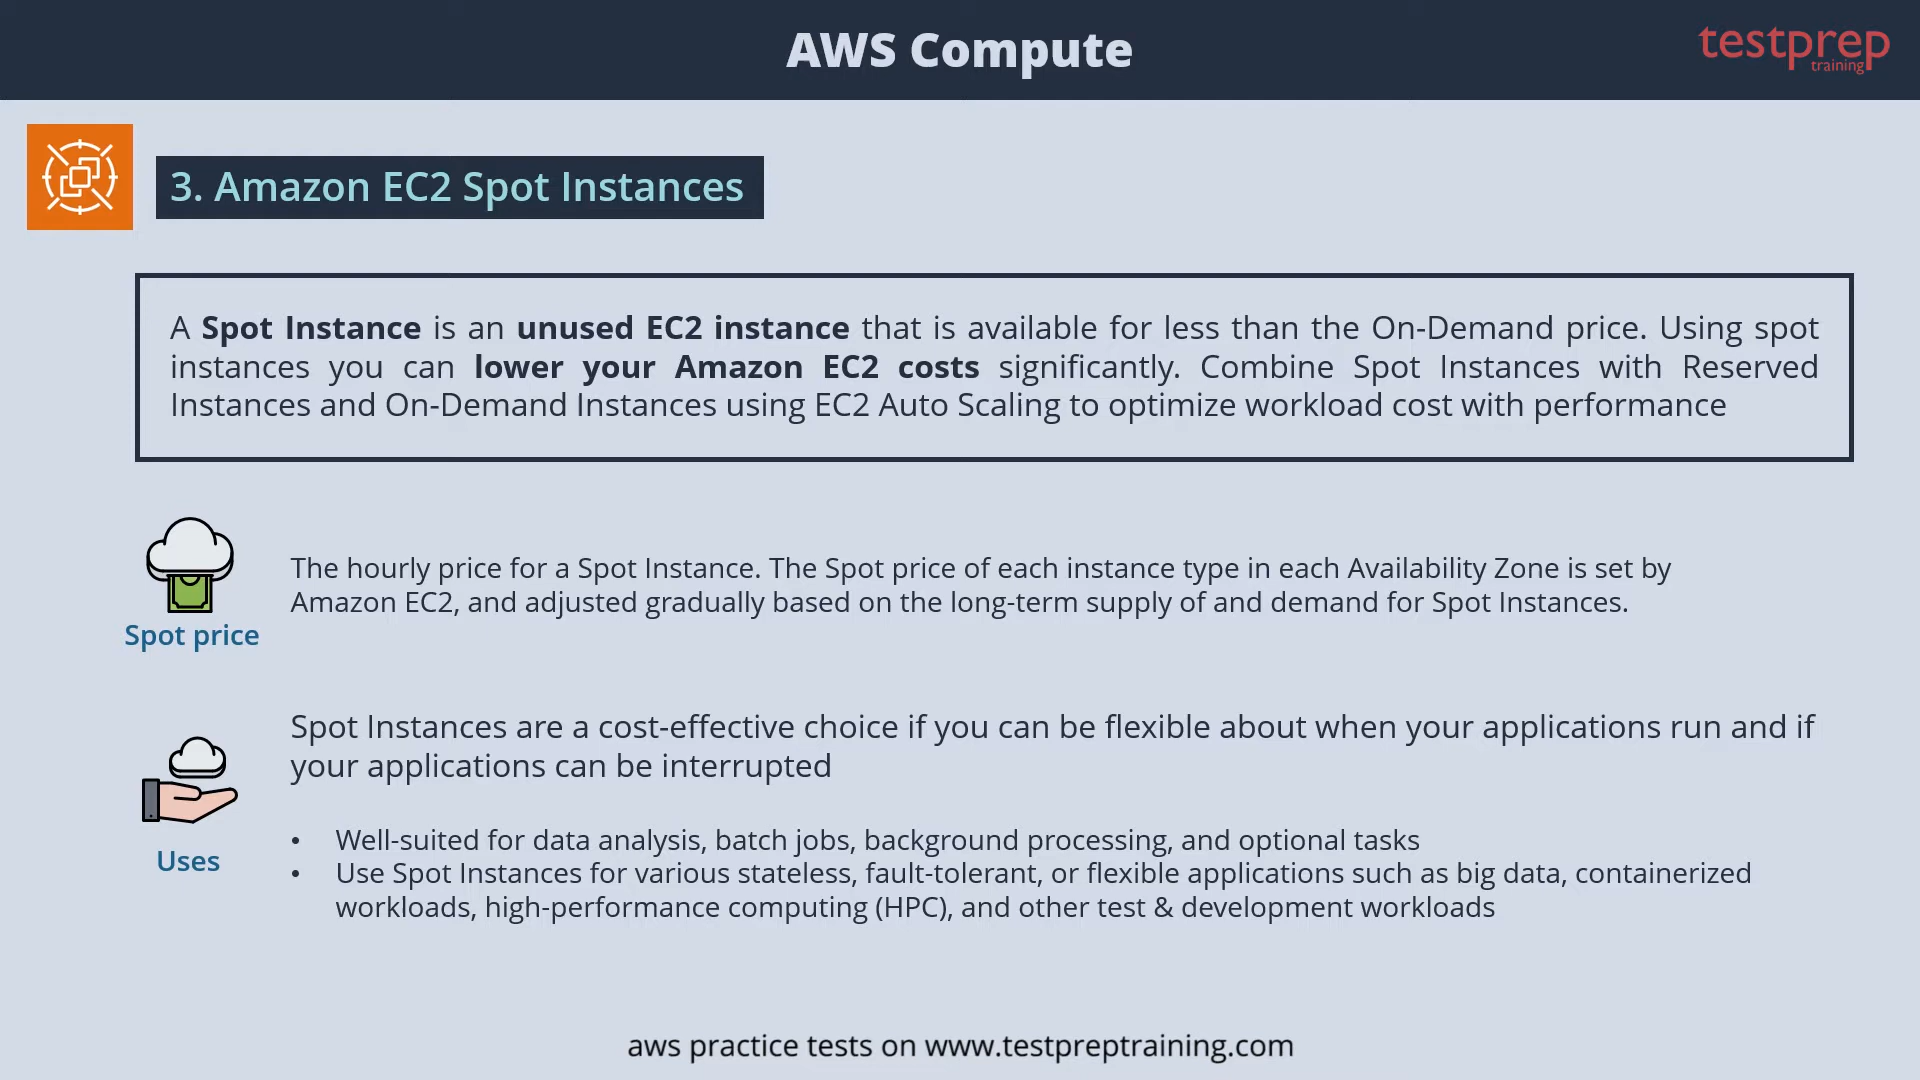 AWS Compute
testprep
training
3. Amazon EC2 Spot Instances
A Spot Instance is an unused EC2 instance that is available for less than the On-Demand price. Using spot
instances you can lower your Amazon EC2 costs significantly. Combine Spot Instances with Reserved
Instances and On-Demand Instances using EC2 Auto Scaling to optimize workload cost with performance
The hourly price for a Spot Instance. The Spot price of each instance type in each Availability Zone is set by
Amazon EC2, and adjusted gradually based on the long-term supply of and demand for Spot Instances.
Spot price
Spot Instances are a cost-effective choice if you can be flexible about when your applications run and if
your applications can be interrupted
Uses
• Well-suited for data analysis, batch jobs, background processing, and optional tasks
• Use Spot Instances for various stateless, fault-tolerant, or flexible applications such as big data, containerized
workloads, high-performance computing (HPC), and other test & development workloads
aws practice tests on www.testpreptraining.com